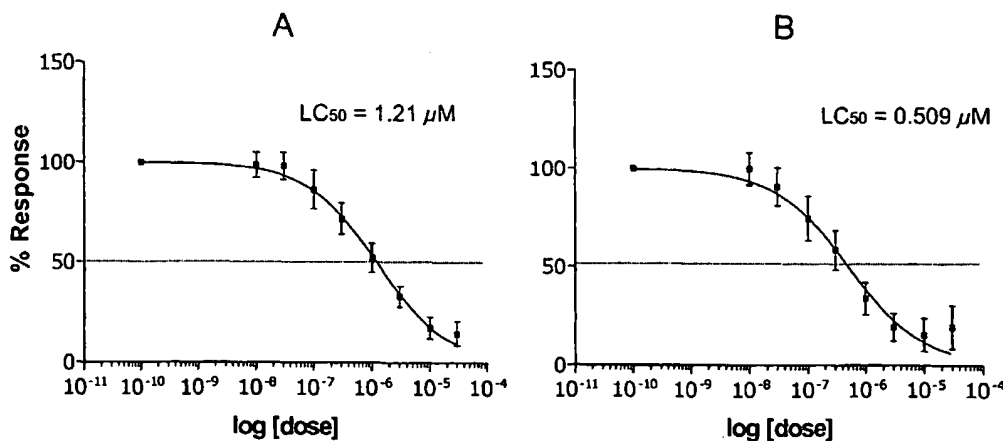 A
150
100
50
0
% Response
LC₅₀ = 1.21 µM
10⁻¹¹ 10⁻¹⁰ 10⁻⁹ 10⁻⁸ 10⁻⁷ 10⁻⁶ 10⁻⁵ 10⁻⁴
log [dose]
B
150
100
50
0
LC₅₀ = 0.509 µM
10⁻¹¹ 10⁻¹⁰ 10⁻⁹ 10⁻⁸ 10⁻⁷ 10⁻⁶ 10⁻⁵ 10⁻⁴
log [dose]